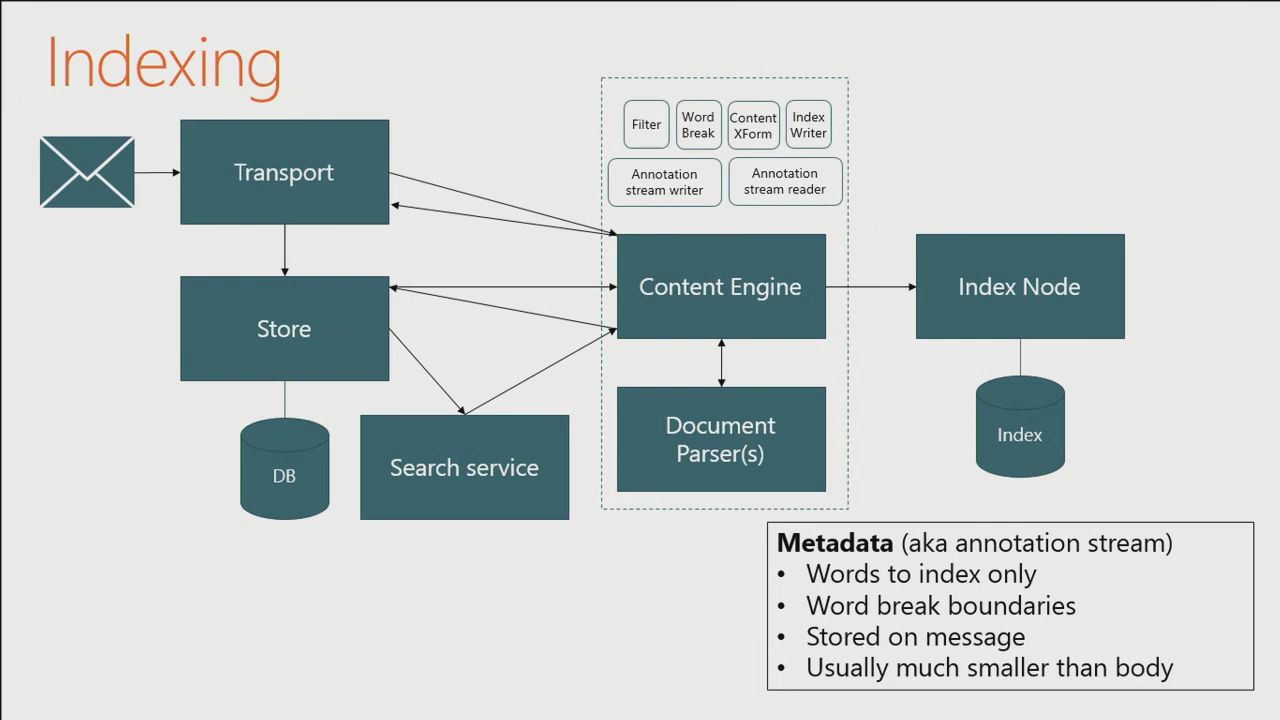 Indexing
Filter
Word
Break
Content
XForm
Index
Writer
Annotation
stream writer
Annotation
stream reader
Transport
Content Engine
Index Node
Store
Document
Parser(s)
Index
DB
Search service
Metadata (aka annotation stream)
• Words to index only
• Word break boundaries
• Stored on message
• Usually much smaller than body